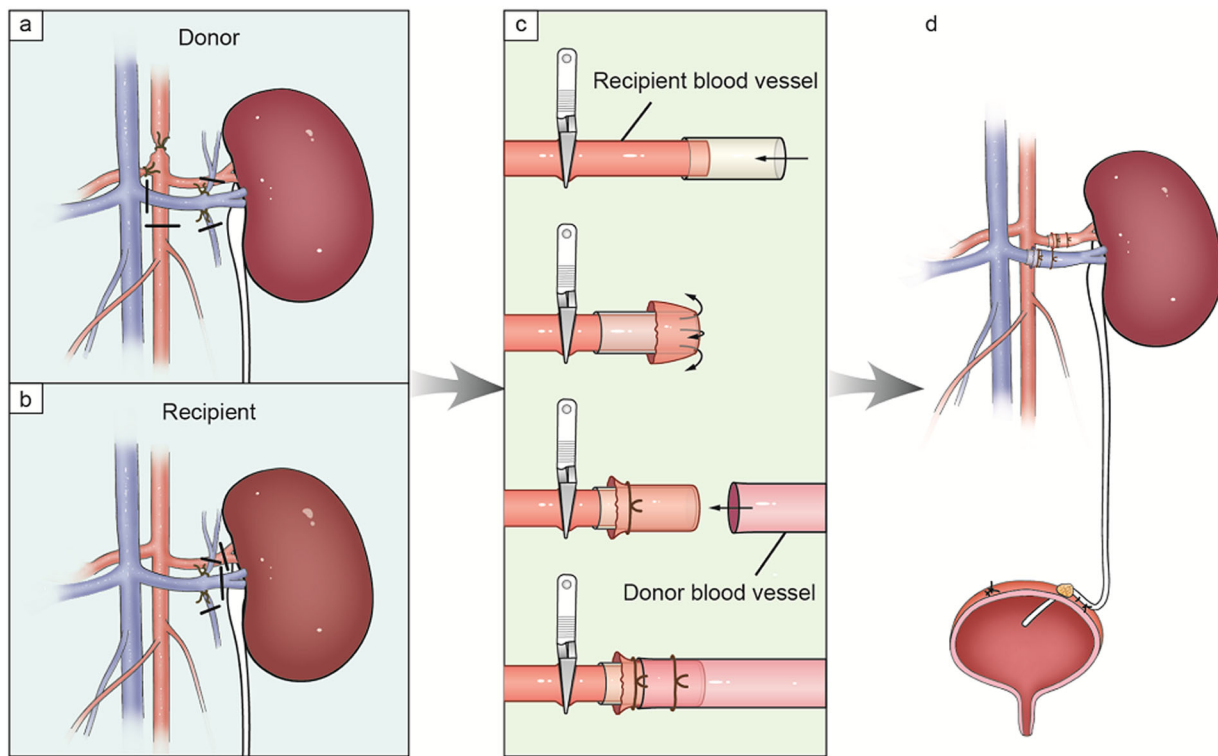 a
Donor
b
Recipient
c
Recipient blood vessel
Donor blood vessel
d